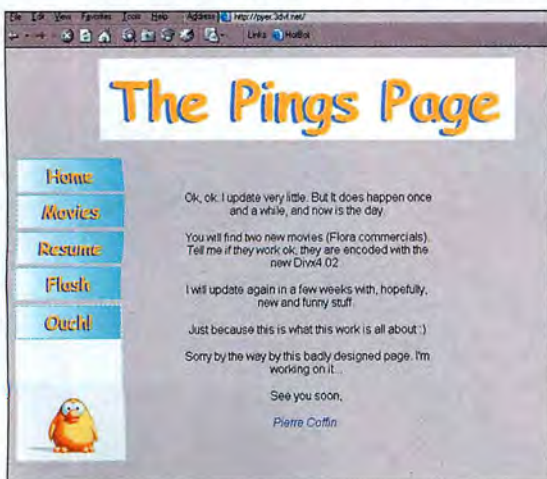 File Edit View Favorites Tools Help Address http://pyer.3dvf.net/
Links HotBot
The Pings Page
Home
Movies
Resume
Flash
Ouch!
Ok, ok. I update very little. But it does happen once
and a while, and now is the day.
You will find two new movies (Flora commercials).
Tell me if they work ok, they are encoded with the
new Divx4.02
I will update again in a few weeks with, hopefully,
new and funny stuff.
Just because this is what this work is all about :)
Sorry by the way by this badly designed page. I'm
working on it...
See you soon,
Pierre Coffin